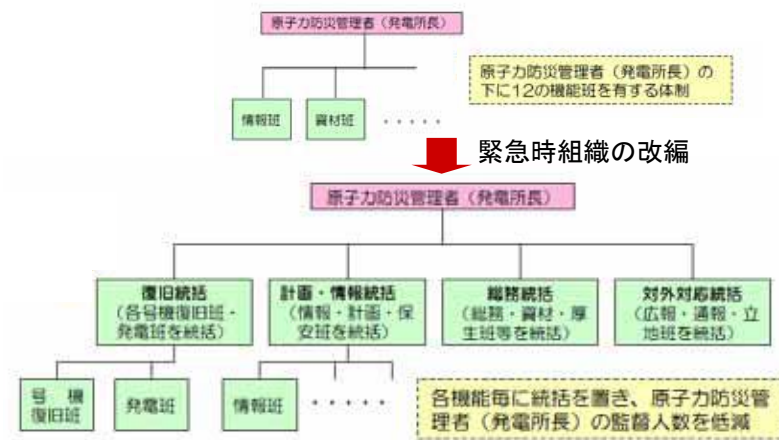 原子力防災管理者（発電所長）
原子力防災管理者（発電所長）の
下に12の機能班を有する体制
情報班
資材班
・・・・・
緊急時組織の改編
原子力防災管理者（発電所長）
復旧統括
（各号機復旧班・
発電班を統括）
計画・情報統括
（情報・計画・保
安班を統括）
総務統括
（総務・資材・厚
生班等を統括）
対外対応統括
（広報・通報・立
地班を統括）
号機
復旧班
発電班
情報班
・・・・・
各機能毎に統括を置き、原子力防災管
理者（発電所長）の監督人数を低減